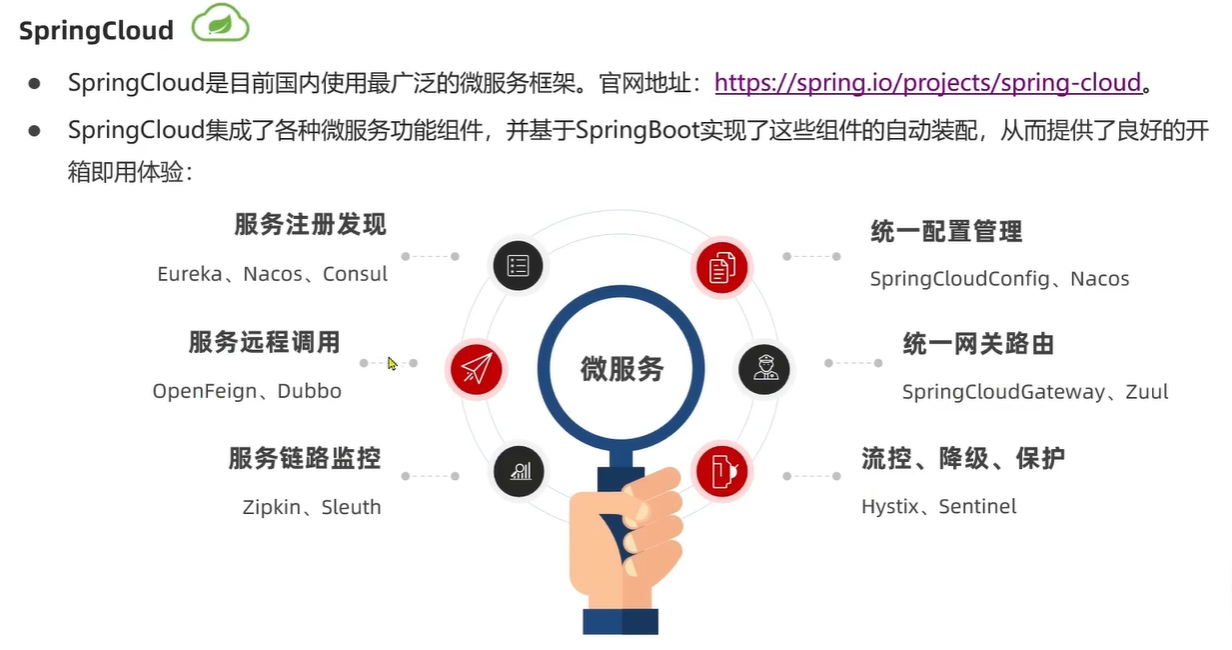 SpringCloud
● SpringCloud是目前国内使用最广泛的微服务框架。官网地址：https://spring.io/projects/spring-cloud。
● SpringCloud集成了各种微服务功能组件，并基于SpringBoot实现了这些组件的自动装配，从而提供了良好的开
箱即用体验：
服务注册发现
Eureka、Nacos、Consul
统一配置管理
SpringCloudConfig、Nacos
服务远程调用
OpenFeign、Dubbo
微服务
统一网关路由
SpringCloudGateway、Zuul
服务链路监控
Zipkin、Sleuth
流控、降级、保护
Hystix、Sentinel